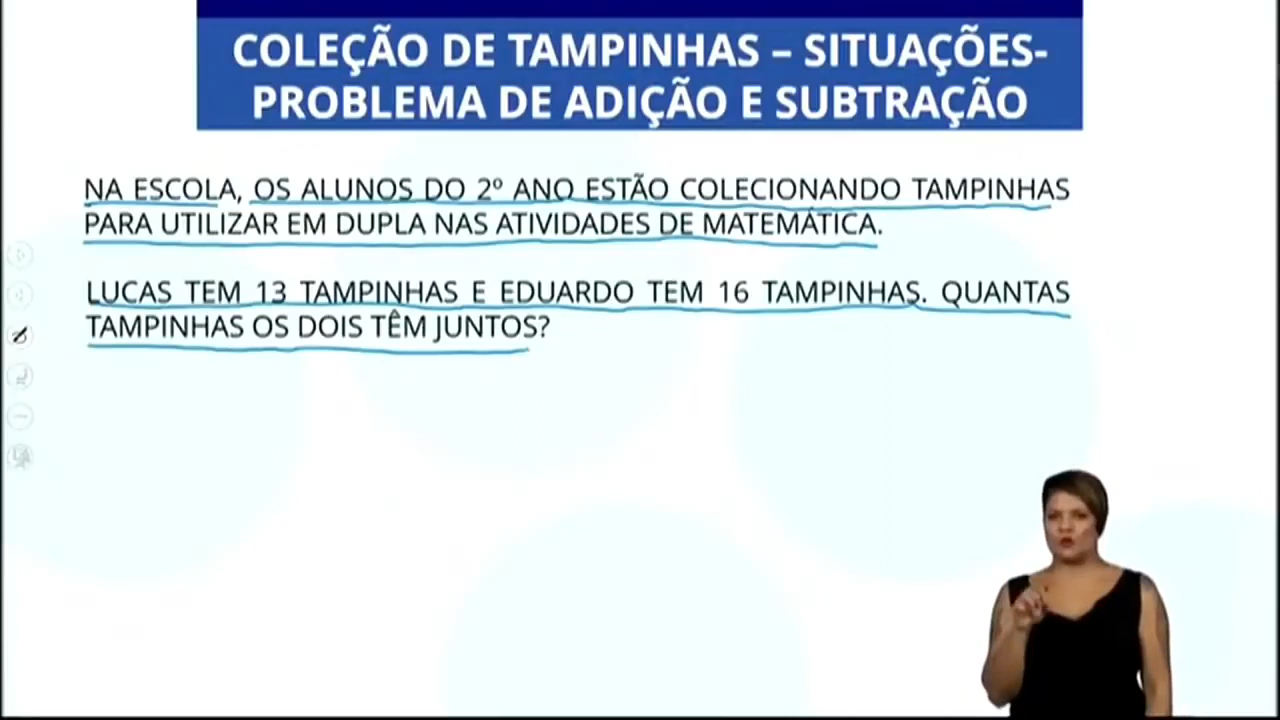 COLEÇÃO DE TAMPINHAS – SITUAÇÕES-
PROBLEMA DE ADIÇÃO E SUBTRAÇÃO
NA ESCOLA, OS ALUNOS DO 2º ANO ESTÃO COLECIONANDO TAMPINHAS
PARA UTILIZAR EM DUPLA NAS ATIVIDADES DE MATEMÁTICA.
LUCAS TEM 13 TAMPINHAS E EDUARDO TEM 16 TAMPINHAS. QUANTAS
TAMPINHAS OS DOIS TÊM JUNTOS?